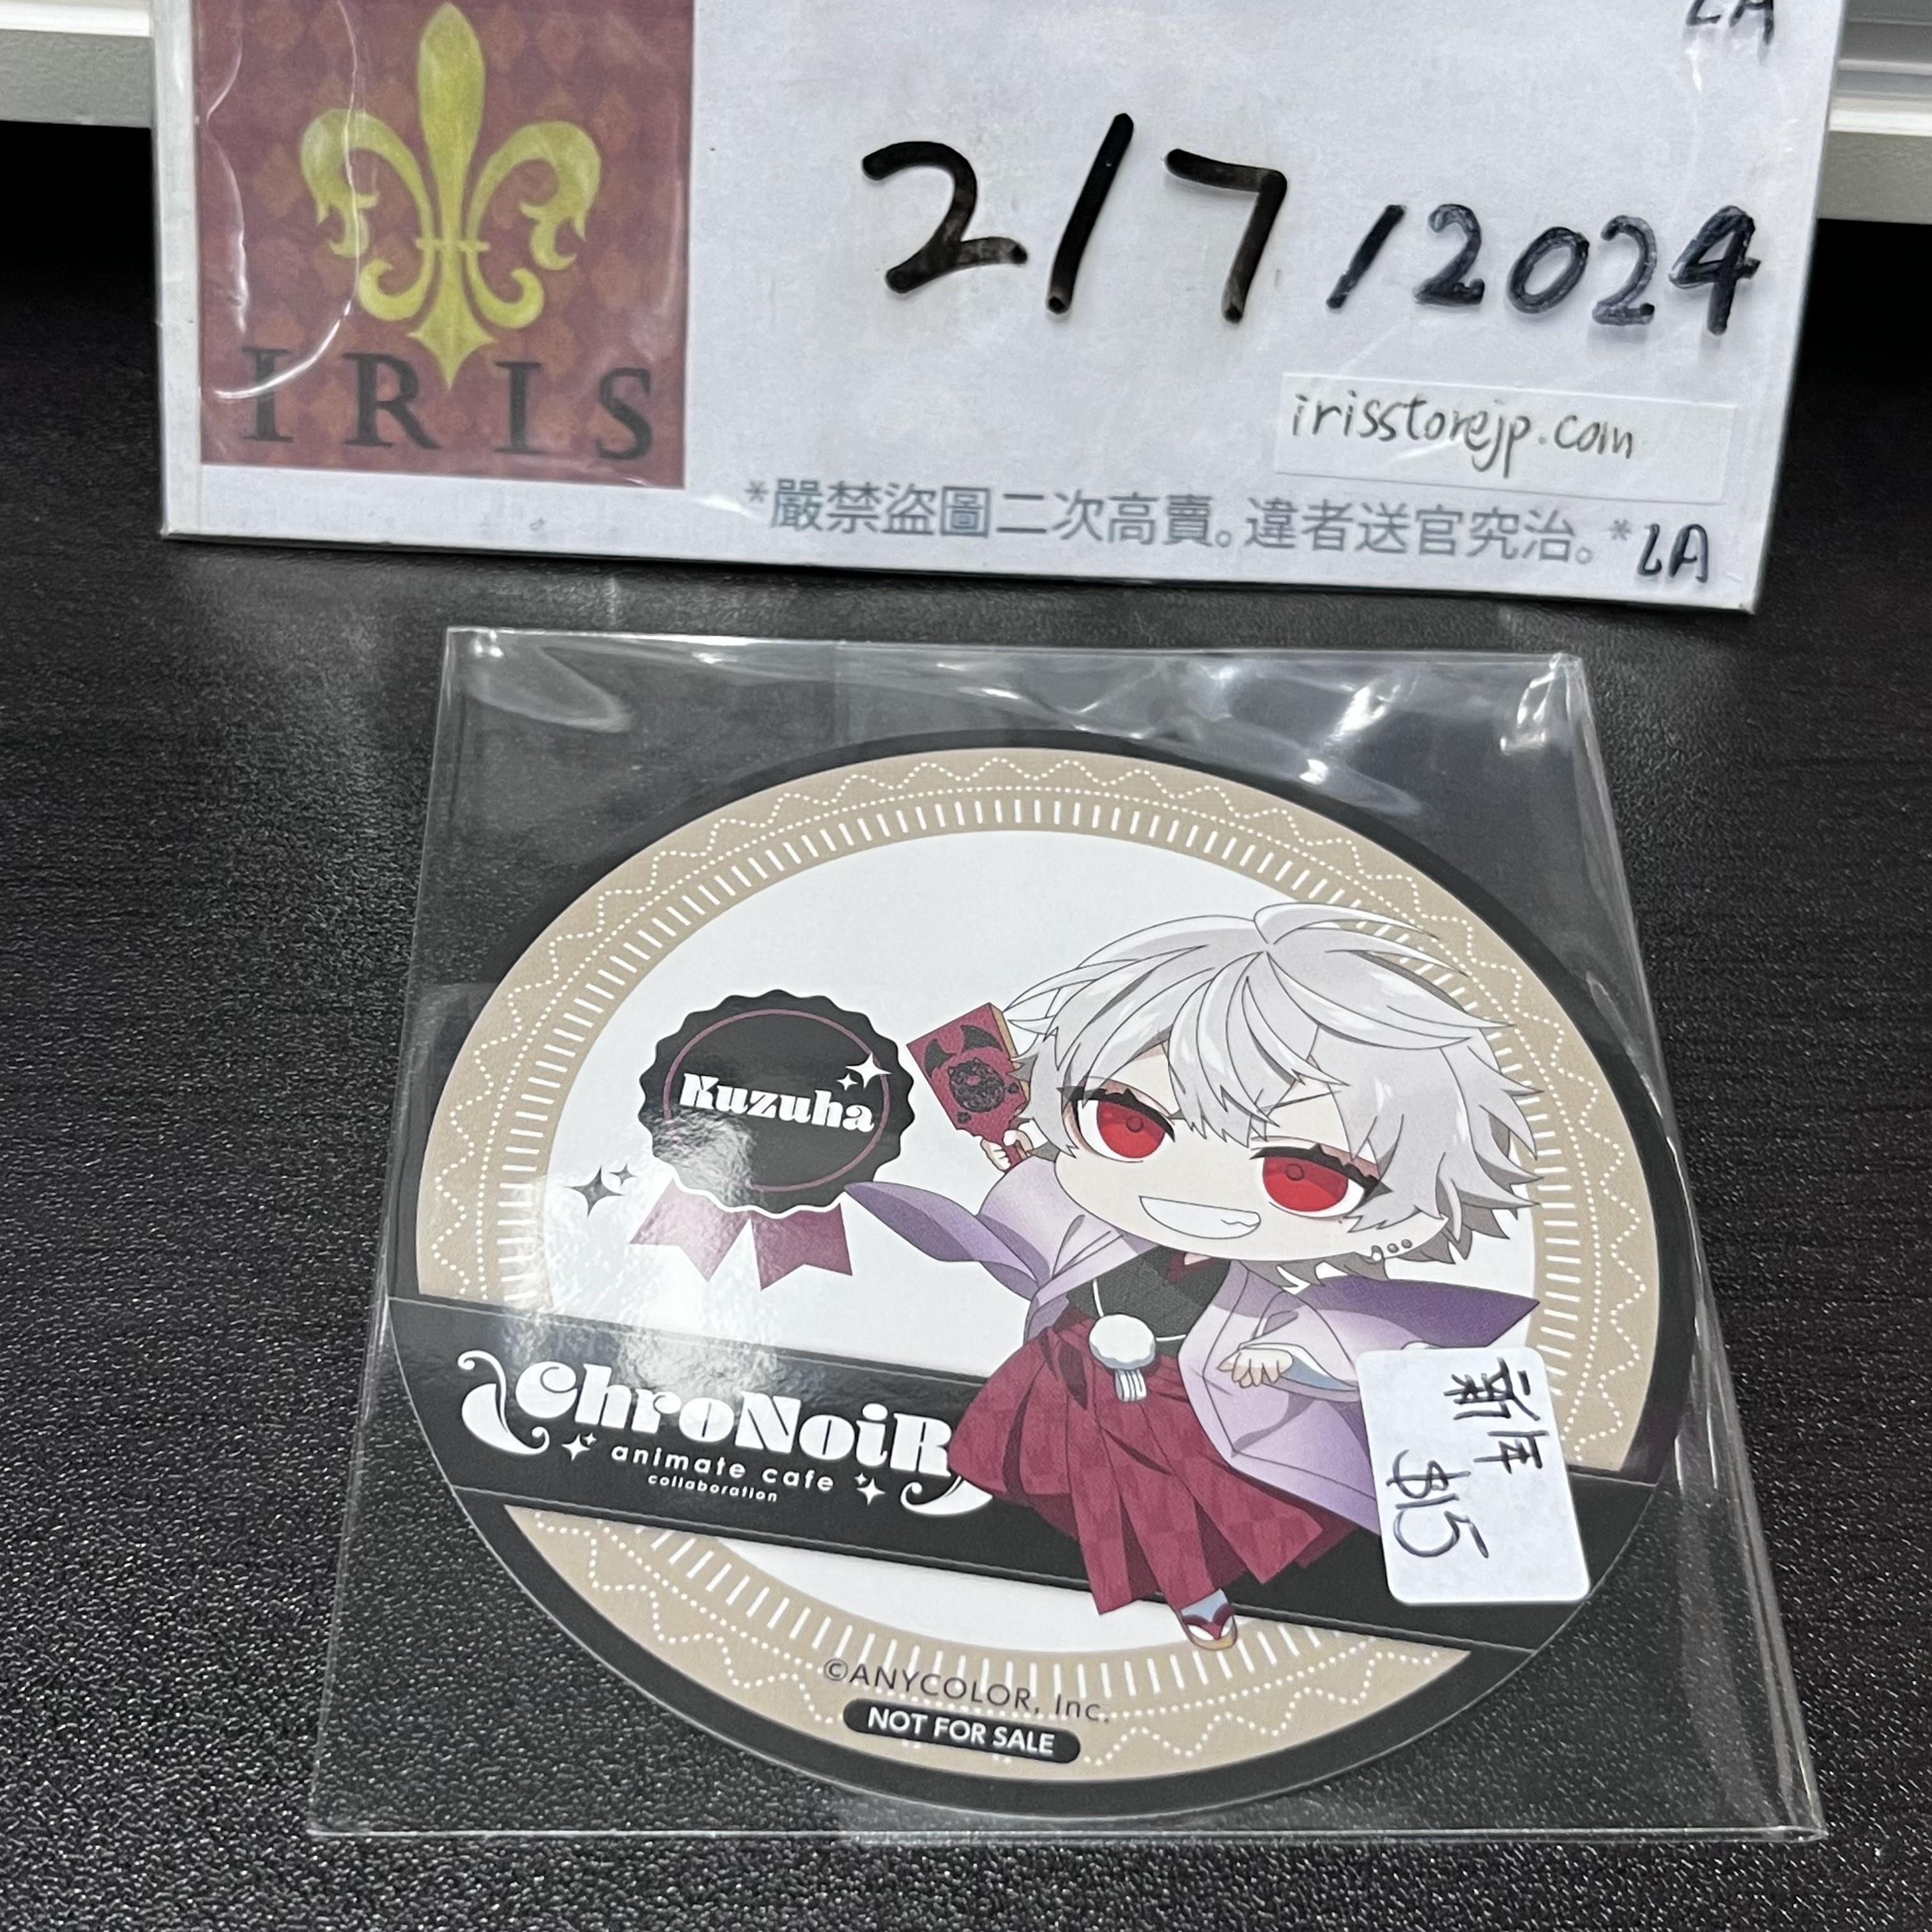 LA
2/7/2024
IRIS
irisstorejp.com
*嚴禁盜圖二次高賣。違者送官究治。*LA
Kuzuha
ChroNoiR
animate cafe
collaboration
新年
$15
©ANYCOLOR, Inc.
NOT FOR SALE